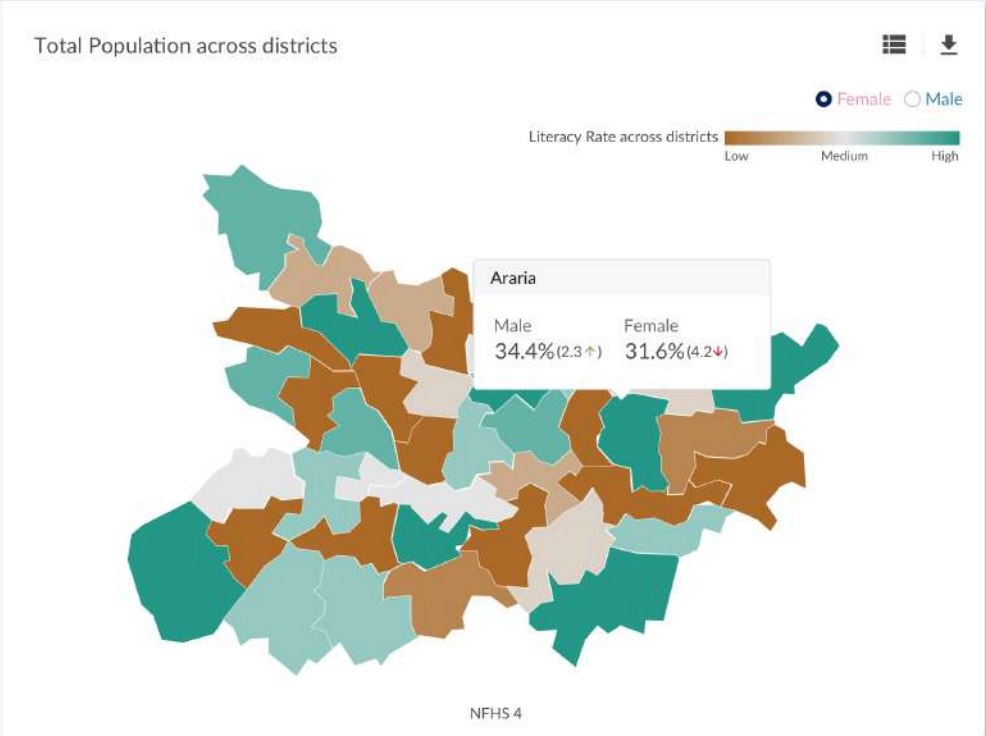 Total Population across districts
Female Male
Literacy Rate across districts
Low Medium High
Araria
Male Female
34.4%(2.3↑) 31.6%(4.2↓)
NFHS 4